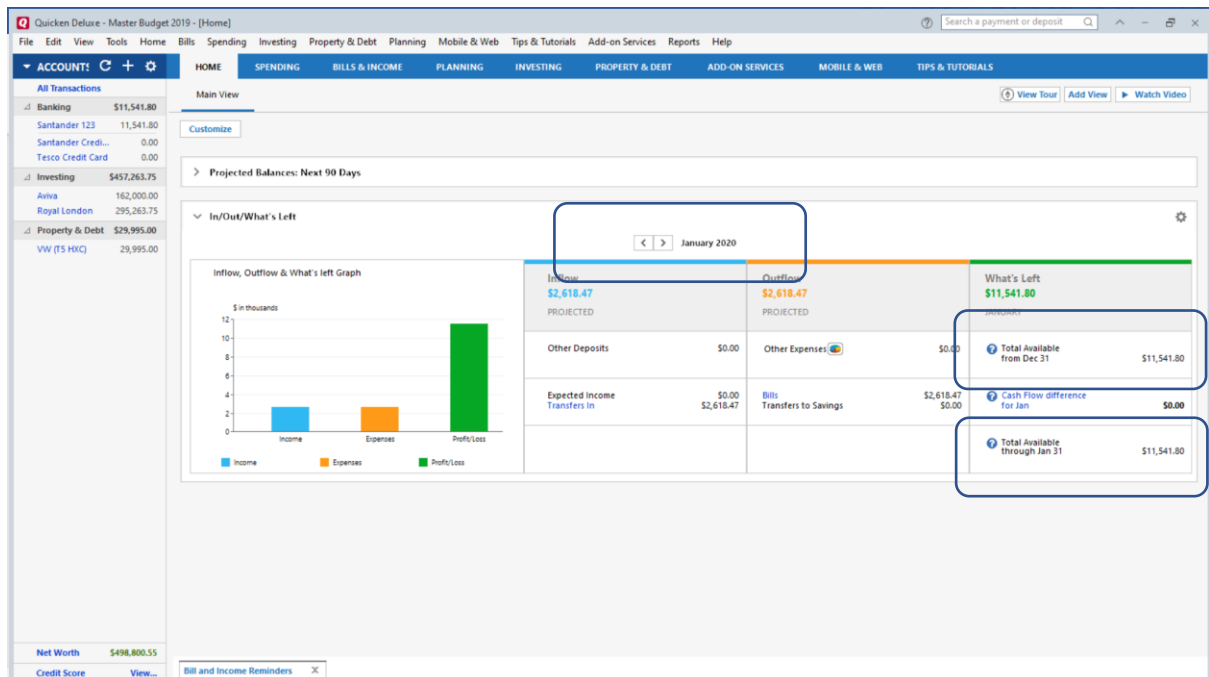 Quicken Deluxe - Master Budget 2019 - [Home]
Search a payment or deposit
File Edit View Tools Home Bills Spending Investing Property & Debt Planning Mobile & Web Tips & Tutorials Add-on Services Reports Help
ACCOUNTS
HOME SPENDING BILLS & INCOME PLANNING INVESTING PROPERTY & DEBT ADD-ON SERVICES MOBILE & WEB TIPS & TUTORIALS
All Transactions
Banking $11,541.80
Santander 123 11,541.80
Santander Credi... 0.00
Tesco Credit Card 0.00
Investing $457,263.75
Aviva 162,000.00
Royal London 295,263.75
Property & Debt $29,995.00
VW (T5 HXC) 29,995.00
Net Worth $498,800.55
Credit Score View...
Main View
View Tour Add View Watch Video
Customize
Projected Balances: Next 90 Days
In/Out/What's Left
January 2020
Inflow, Outflow & What's left Graph
$ in thousands
12
10
8
6
4
2
0
Income Expenses Profit/Loss
Income Expenses Profit/Loss
Inflow
$2,618.47
PROJECTED
Other Deposits $0.00
Expected Income $0.00
Transfers In $2,618.47
Outflow
$2,618.47
PROJECTED
Other Expenses $0.00
Bills $2,618.47
Transfers to Savings $0.00
What's Left
$11,541.80
JANUARY
Total Available
from Dec 31 $11,541.80
Cash Flow difference
for Jan $0.00
Total Available
through Jan 31 $11,541.80
Bill and Income Reminders X